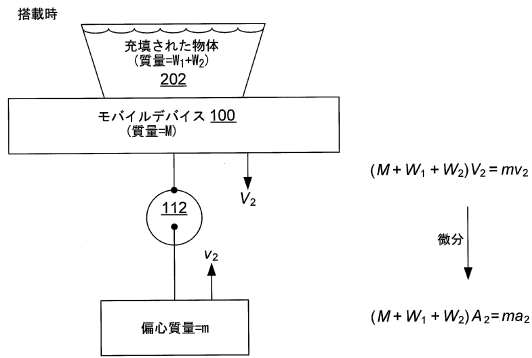 搭載時
充填された物体
(質量=W₁+W₂)
202
モバイルデバイス 100
(質量=M)
V₂
112
v₂
偏心質量=m
(M+W₁+W₂)V₂=mv₂
微分
(M+W₁+W₂)A₂=ma₂